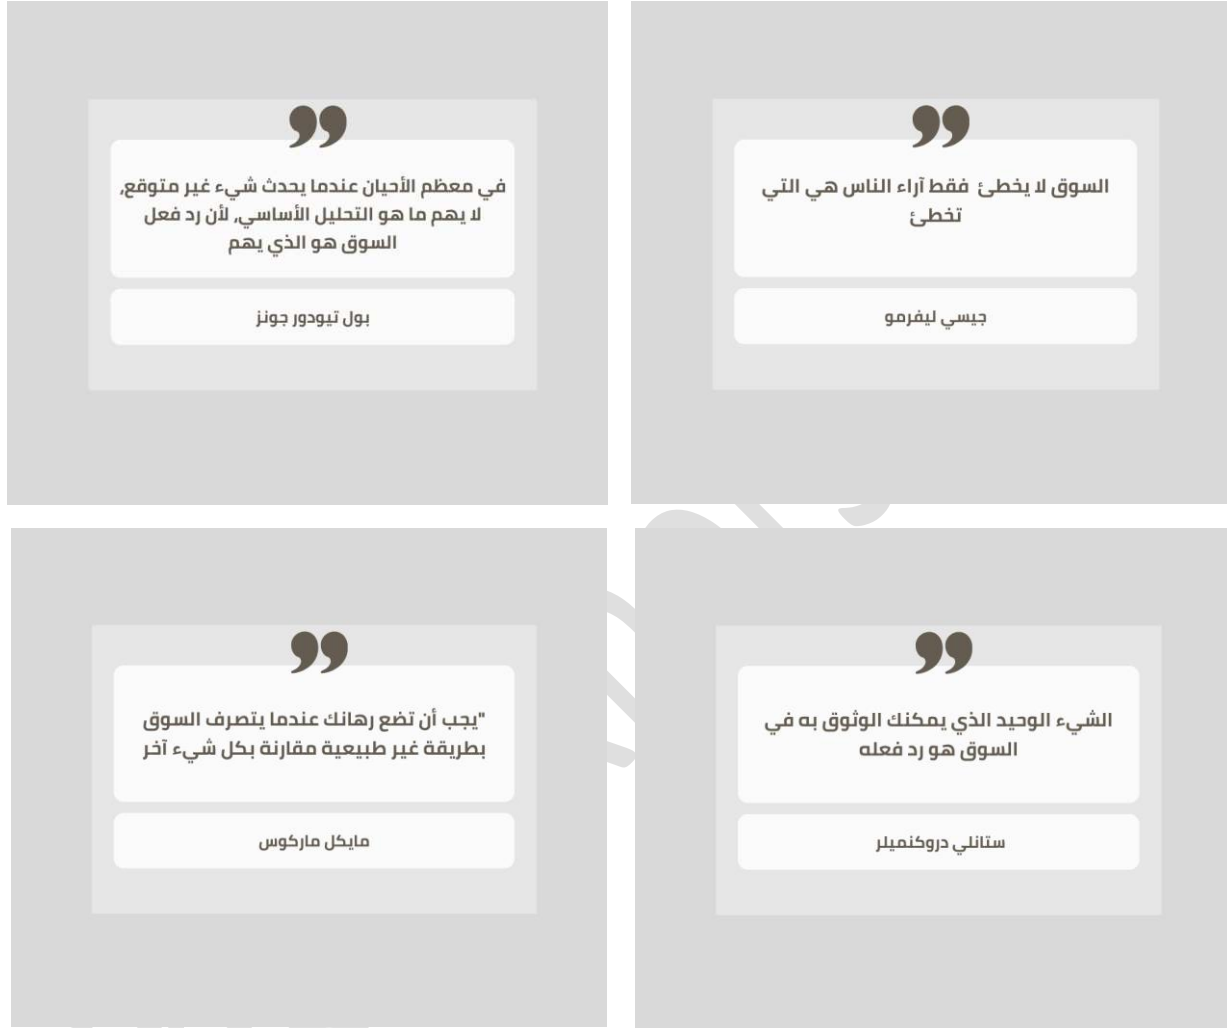 السوق لا يخطئ فقط آراء الناس هي التي
تخطئ
جيسي ليفرمو
في معظم الأحيان عندما يحدث شيء غير متوقع,
لا يهم ما هو التحليل الأساسي, لأن رد فعل
السوق هو الذي يهم
بول تيودور جونز
الشيء الوحيد الذي يمكنك الوثوق به في
السوق هو رد فعله
ستانلي دروكنميلر
"يجب أن تضع رهانك عندما يتصرف السوق
بطريقة غير طبيعية مقارنة بكل شيء آخر
مايكل ماركوس